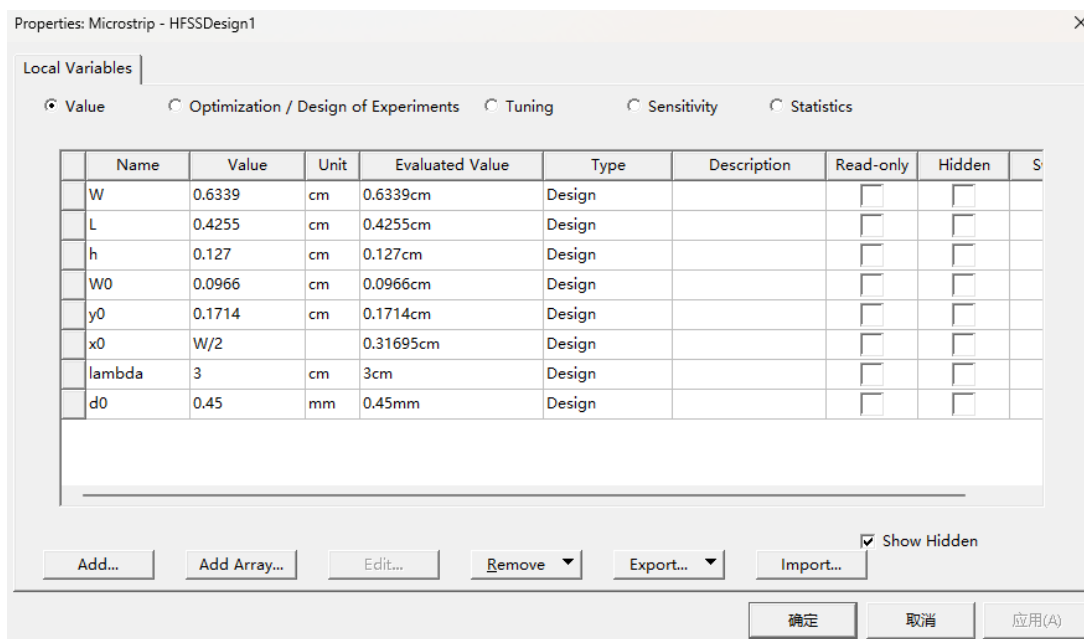 Properties: Microstrip - HFSSDesign1
Local Variables
Value Optimization / Design of Experiments Tuning Sensitivity Statistics
Name Value Unit Evaluated Value Type Description Read-only Hidden
W 0.6339 cm 0.6339cm Design
L 0.4255 cm 0.4255cm Design
h 0.127 cm 0.127cm Design
W0 0.0966 cm 0.0966cm Design
y0 0.1714 cm 0.1714cm Design
x0 W/2 0.31695cm Design
lambda 3 cm 3cm Design
d0 0.45 mm 0.45mm Design
Show Hidden
Add... Add Array... Edit... Remove Export... Import...
确定 取消 应用(A)